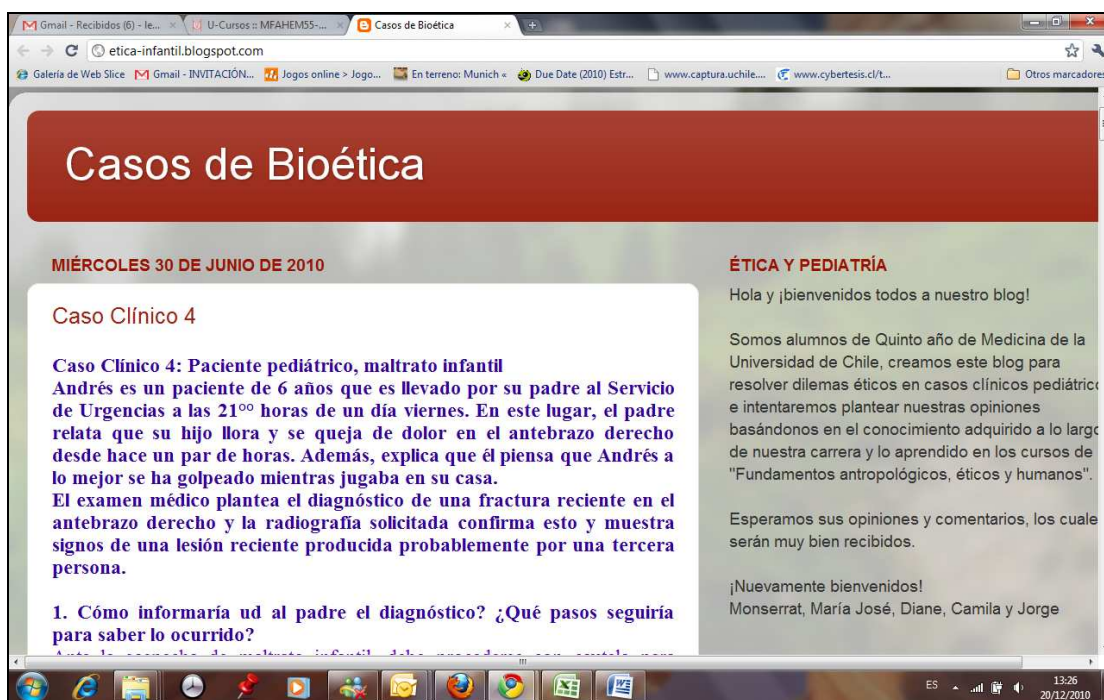 Gmail - Recibidos (6) - le...
U-Cursos :: MFAHEM55-...
Casos de Bioética
etica-infantil.blogspot.com
Galería de Web Slice
Gmail - INVITACIÓN...
Jogos online > Jogo...
En terreno: Munich «
Due Date (2010) Estr...
www.captura.uchile....
www.cybertesis.cl/t...
Otros marcadores
Casos de Bioética
MIÉRCOLES 30 DE JUNIO DE 2010
Caso Clínico 4
Caso Clínico 4: Paciente pediátrico, maltrato infantil
Andrés es un paciente de 6 años que es llevado por su padre al Servicio
de Urgencias a las 21°° horas de un día viernes. En este lugar, el padre
relata que su hijo llora y se queja de dolor en el antebrazo derecho
desde hace un par de horas. Además, explica que él piensa que Andrés a
lo mejor se ha golpeado mientras jugaba en su casa.
El examen médico plantea el diagnóstico de una fractura reciente en el
antebrazo derecho y la radiografía solicitada confirma esto y muestra
signos de una lesión reciente producida probablemente por una tercera
persona.
1. Cómo informaría ud al padre el diagnóstico? ¿Qué pasos seguiría
para saber lo ocurrido?
ÉTICA Y PEDIATRÍA
Hola y ¡bienvenidos todos a nuestro blog!
Somos alumnos de Quinto año de Medicina de la
Universidad de Chile, creamos este blog para
resolver dilemas éticos en casos clínicos pediátric
e intentaremos plantear nuestras opiniones
basándonos en el conocimiento adquirido a lo largo
de nuestra carrera y lo aprendido en los cursos de
"Fundamentos antropológicos, éticos y humanos".
Esperamos sus opiniones y comentarios, los cuale
serán muy bien recibidos.
¡Nuevamente bienvenidos!
Monserrat, María José, Diane, Camila y Jorge
ES
13:26
20/12/2010